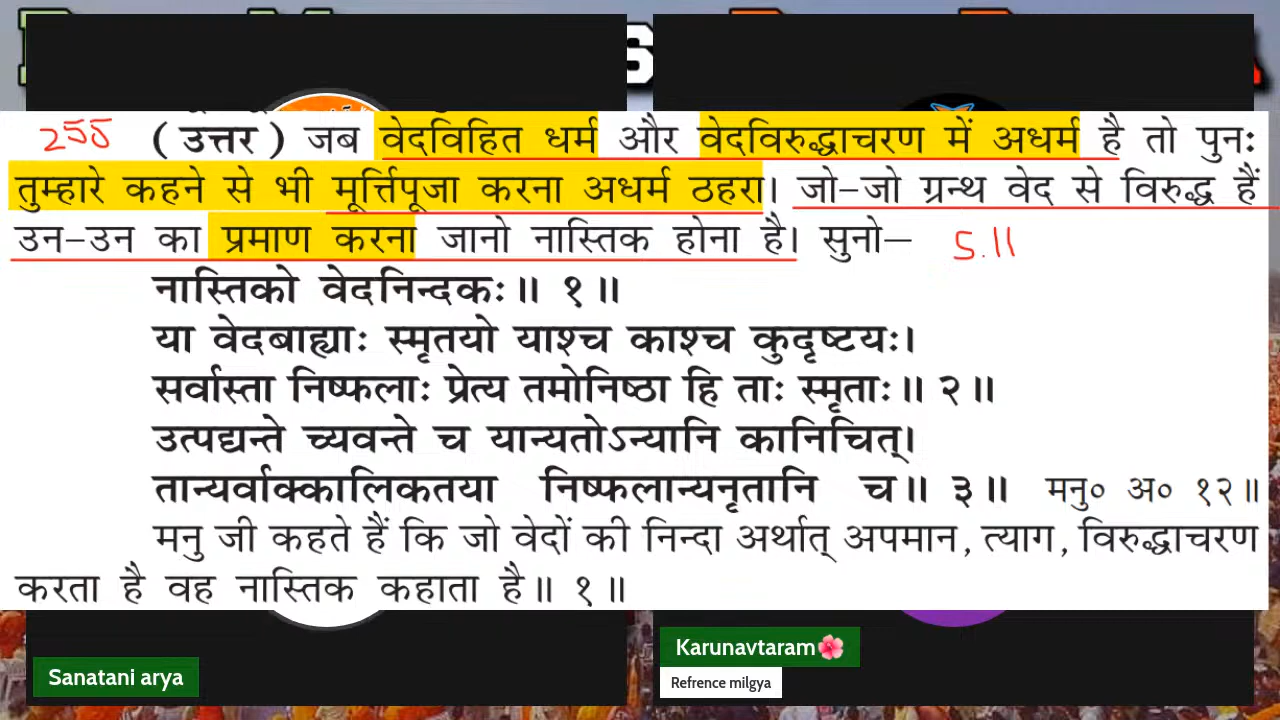 255 (उत्तर) जब वेदविहित धर्म और वेदविरुद्धाचरण में अधर्म है तो पुनः
तुम्हारे कहने से भी मूर्त्तिपूजा करना अधर्म ठहरा। जो-जो ग्रन्थ वेद से विरुद्ध हैं
उन-उन का प्रमाण करना जानो नास्तिक होना है। सुनो— S.11
नास्तिको वेदनिन्दकः॥ १॥
या वेदबाह्याः स्मृतयो याश्च काश्च कुदृष्टयः।
सर्वास्ता निष्फलाः प्रेत्य तमोनिष्ठा हि ताः स्मृताः॥ २॥
उत्पद्यन्ते च्यवन्ते च यान्यतोऽन्यानि कानिचित्।
तान्यर्वाक्कालिकतया निष्फलान्यनृतानि च॥ ३॥ मनु० अ० १२॥
मनु जी कहते हैं कि जो वेदों की निन्दा अर्थात् अपमान, त्याग, विरुद्धाचरण
करता है वह नास्तिक कहाता है॥ १॥
Sanatani arya
Karunavtaram🌺
Refrence milgya